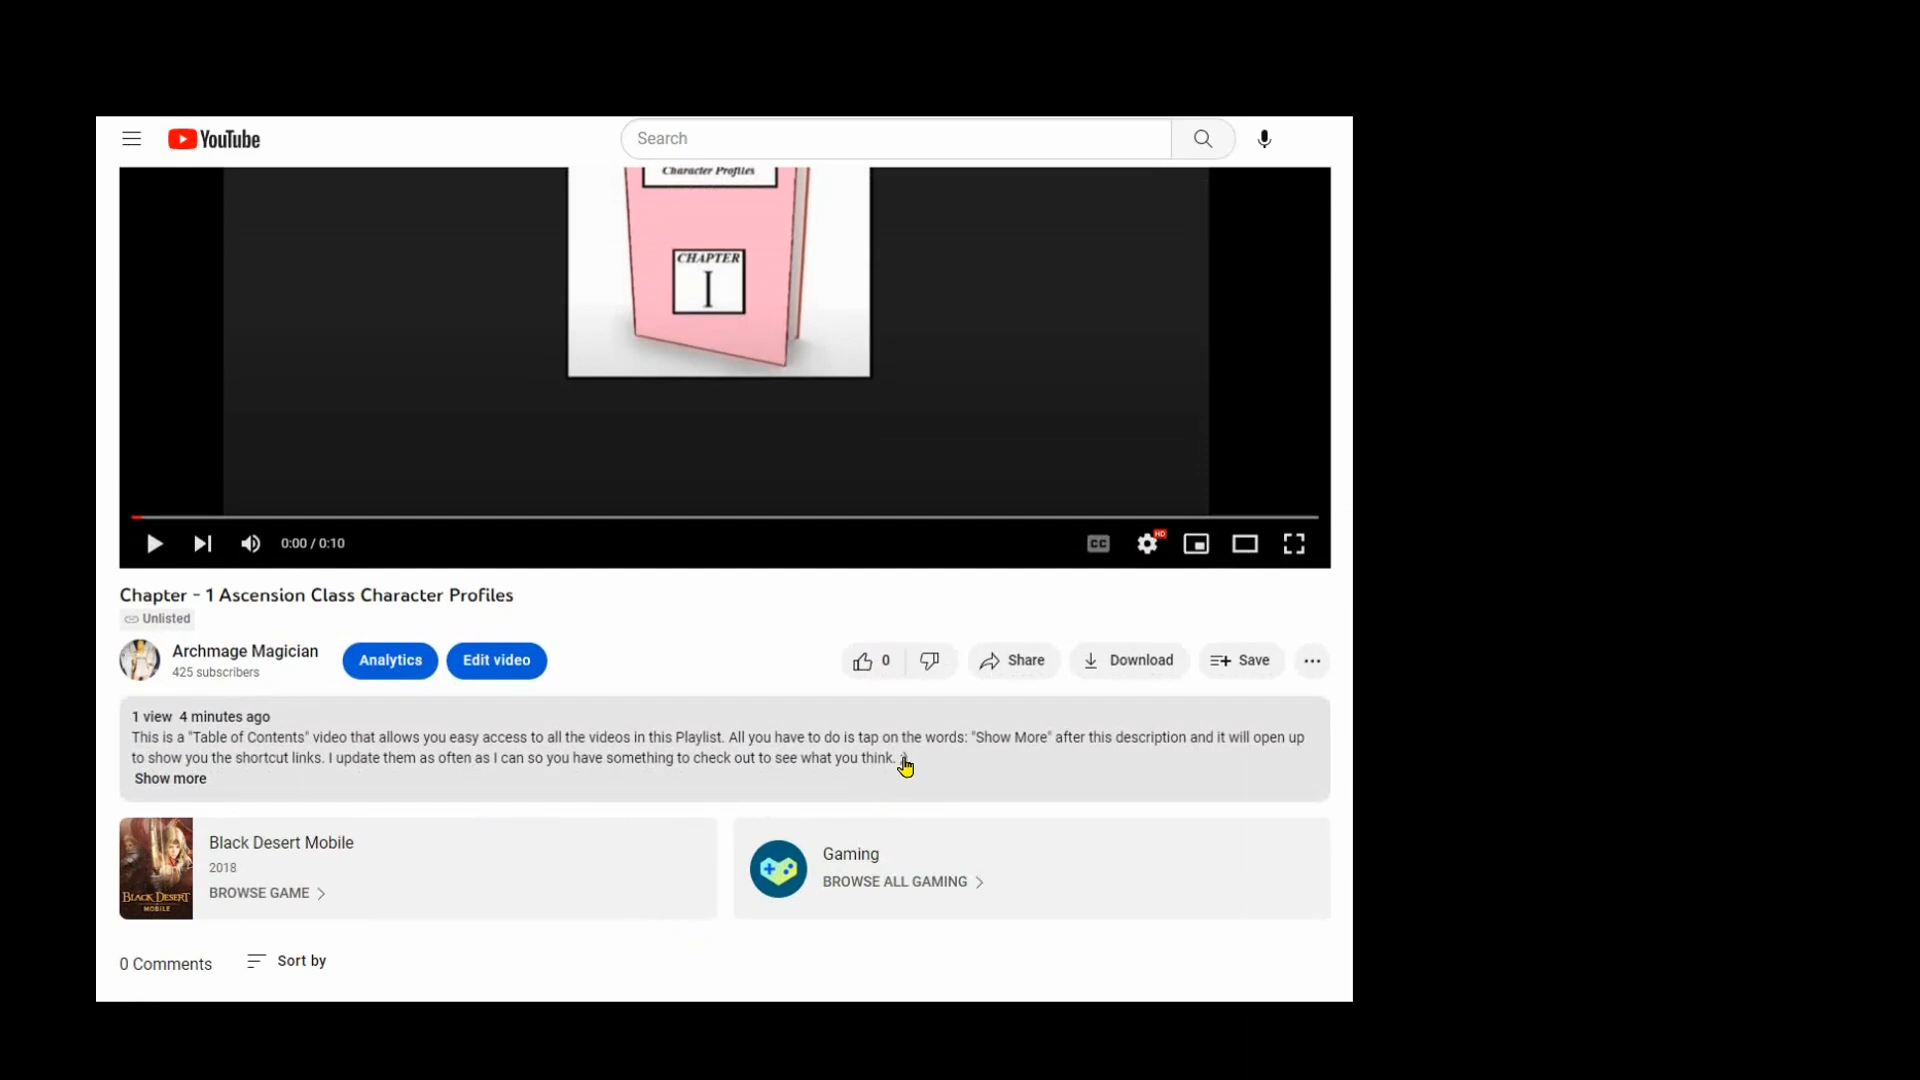 YouTube
Search
Character Profiles
CHAPTER
I
0:00 / 0:10
CC
HD
Chapter - 1 Ascension Class Character Profiles
Unlisted
Archmage Magician
425 subscribers
Analytics
Edit video
0
Share
Download
Save
1 view 4 minutes ago
This is a "Table of Contents" video that allows you easy access to all the videos in this Playlist. All you have to do is tap on the words: "Show More" after this description and it will open up
to show you the shortcut links. I update them as often as I can so you have something to check out to see what you think.
Show more
BLACK DESERT
MOBILE
Black Desert Mobile
2018
BROWSE GAME
Gaming
BROWSE ALL GAMING
0 Comments
Sort by